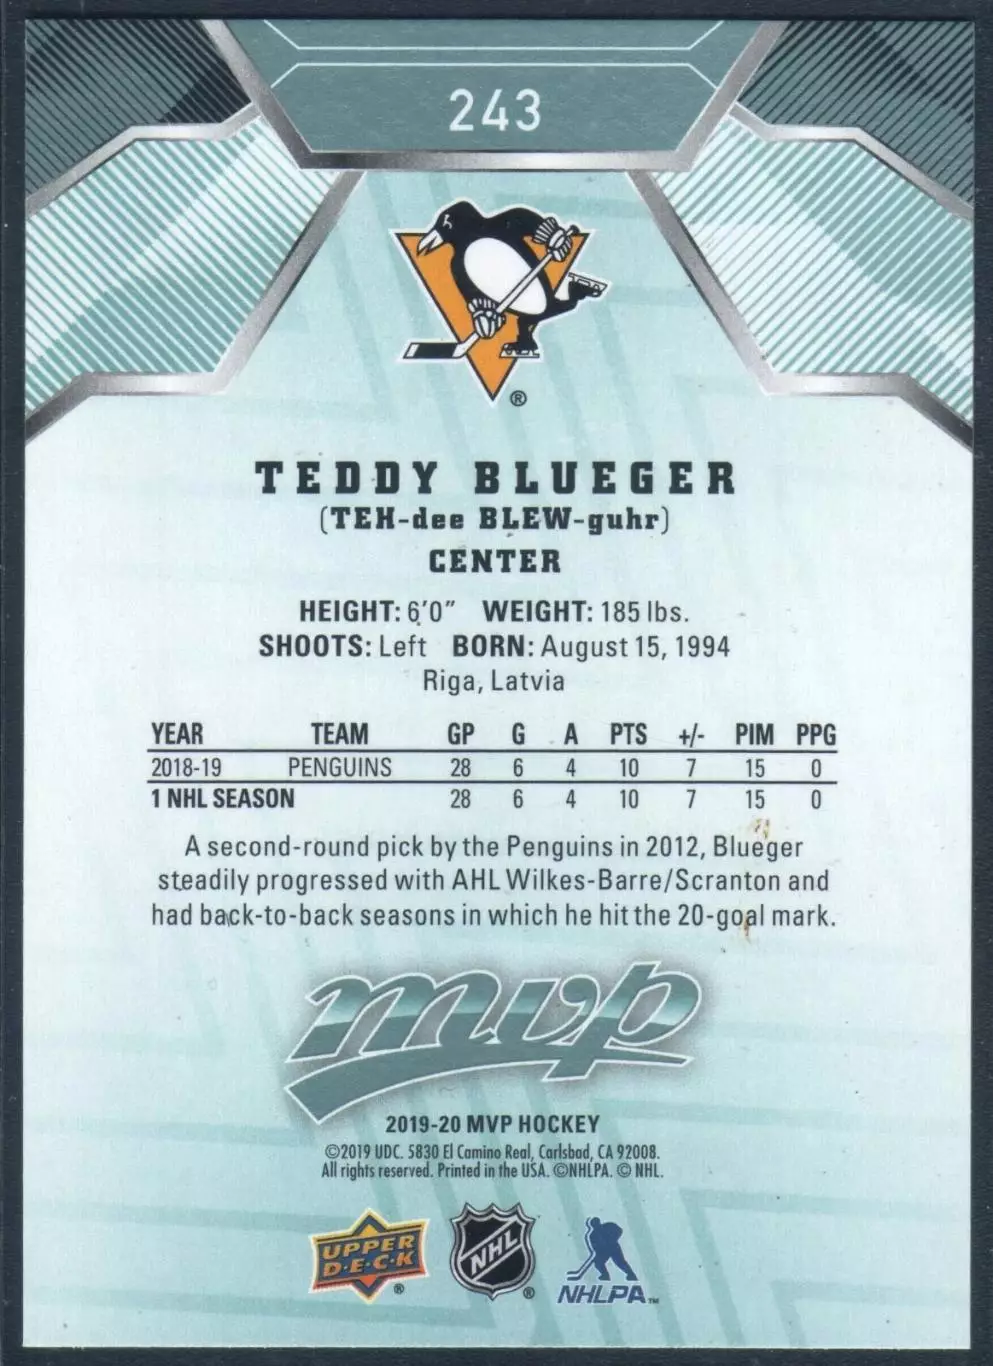 243
®
TEDDY BLUEGER
(TEH-dee BLEW-guhr)
CENTER
HEIGHT: 6'0" WEIGHT: 185 lbs.
SHOOTS: Left BORN: August 15, 1994
Riga, Latvia
YEAR TEAM GP G A PTS +/- PIM PPG
2018-19 PENGUINS 28 6 4 10 7 15 0
1 NHL SEASON 28 6 4 10 7 15 0
A second-round pick by the Penguins in 2012, Blueger
steadily progressed with AHL Wilkes-Barre/Scranton and
had back-to-back seasons in which he hit the 20-goal mark.
mvp
2019-20 MVP HOCKEY
©2019 UDC. 5830 El Camino Real, Carlsbad, CA 92008.
All rights reserved. Printed in the USA. ©NHLPA. © NHL.
UPPER
D·E·C·K ® NHL ® NHLPA™